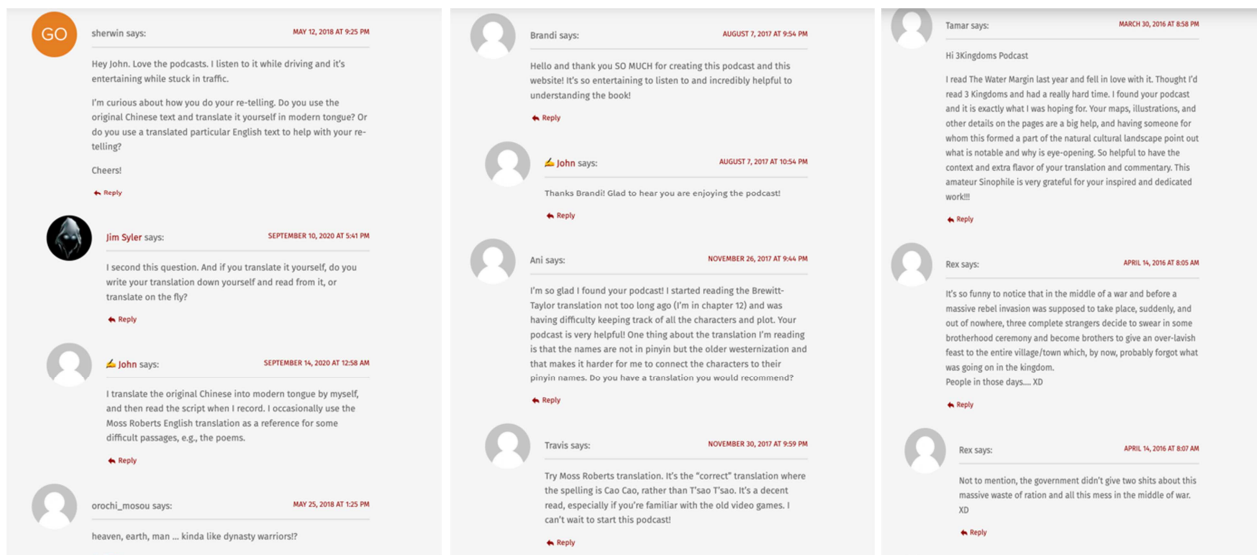 GO
sherwin says:
MAY 12, 2018 AT 9:25 PM
Hey John. Love the podcasts. I listen to it while driving and it's
entertaining while stuck in traffic.
I'm curious about how you do your re-telling. Do you use the
original Chinese text and translate it yourself in modern tongue? Or
do you use a translated particular English text to help with your re-
telling?
Cheers!
Reply
Jim Syler says:
SEPTEMBER 10, 2020 AT 5:41 PM
I second this question. And if you translate it yourself, do you
write your translation down yourself and read from it, or
translate on the fly?
Reply
✍️ John says:
SEPTEMBER 14, 2020 AT 12:58 AM
I translate the original Chinese into modern tongue by myself,
and then read the script when I record. I occasionally use the
Moss Roberts English translation as a reference for some
difficult passages, e.g., the poems.
Reply
orochi_mosou says:
MAY 25, 2018 AT 1:25 PM
heaven, earth, man ... kinda like dynasty warriors!?
Brandi says:
AUGUST 7, 2017 AT 9:54 PM
Hello and thank you SO MUCH for creating this podcast and this
website! It's so entertaining to listen to and incredibly helpful to
understanding the book!
Reply
✍️ John says:
AUGUST 7, 2017 AT 10:54 PM
Thanks Brandi! Glad to hear you are enjoying the podcast!
Reply
Ani says:
NOVEMBER 26, 2017 AT 9:44 PM
I'm so glad I found your podcast! I started reading the Brewitt-
Taylor translation not too long ago (I'm in chapter 12) and was
having difficulty keeping track of all the characters and plot. Your
podcast is very helpful! One thing about the translation I'm reading
is that the names are not in pinyin but the older westernization and
that makes it harder for me to connect the characters to their
pinyin names. Do you have a translation you would recommend?
Reply
Travis says:
NOVEMBER 30, 2017 AT 9:59 PM
Try Moss Roberts translation. It's the "correct" translation where
the spelling is Cao Cao, rather than T'sao T'sao. It's a decent
read, especially if you're familiar with the old video games. I
can't wait to start this podcast!
Reply
Tamar says:
MARCH 30, 2016 AT 8:58 PM
Hi 3Kingdoms Podcast
I read The Water Margin last year and fell in love with it. Thought I'd
read 3 Kingdoms and had a really hard time. I found your podcast
and it is exactly what I was hoping for. Your maps, illustrations, and
other details on the pages are a big help, and having someone for
whom this formed a part of the natural cultural landscape point out
what is notable and why is eye-opening. So helpful to have the
context and extra flavor of your translation and commentary. This
amateur Sinophile is very grateful for your inspired and dedicated
work!!!
Reply
Rex says:
APRIL 14, 2016 AT 8:05 AM
It's so funny to notice that in the middle of a war and before a
massive rebel invasion was supposed to take place, suddenly, and
out of nowhere, three complete strangers decide to swear in some
brotherhood ceremony and become brothers to give an over-lavish
feast to the entire village/town which, by now, probably forgot what
was going on in the kingdom.
People in those days.... XD
Reply
Rex says:
APRIL 14, 2016 AT 8:07 AM
Not to mention, the government didn't give two shits about this
massive waste of ration and all this mess in the middle of war.
XD
Reply